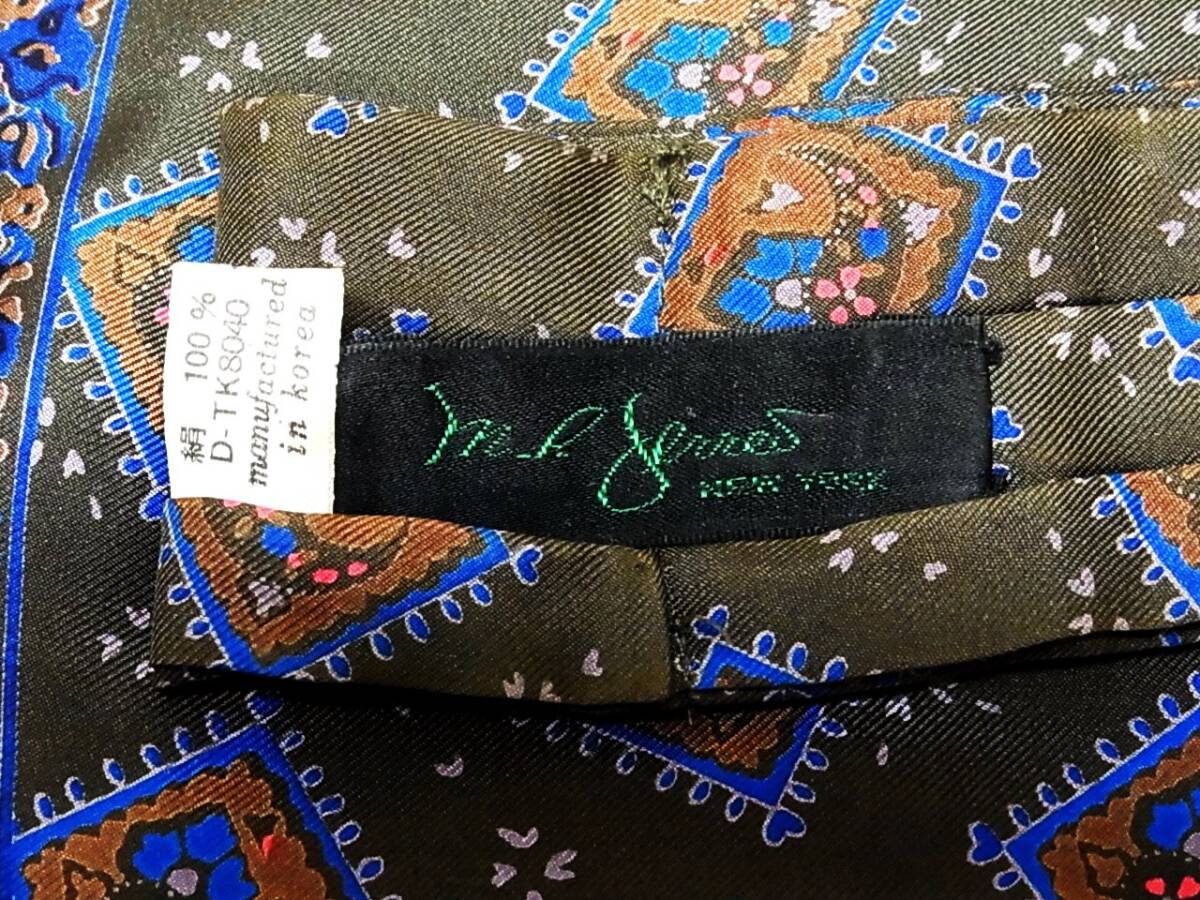 絹 100%
D-TK8040
manufactured
in korea
NEW YORK